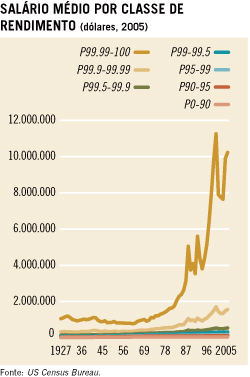 SALÁRIO MÉDIO POR CLASSE DE
RENDIMENTO (dólares, 2005)
P99.99-100
P99-99.5
P99.9-99.99
P95-99
P99.5-99.9
P90-95
P0-90
12.000.000
10.000.000
8.000.000
6.000.000
4.000.000
2.000.000
0
1927 36 45 56 69 78 87 96 2005
Fonte: US Census Bureau.